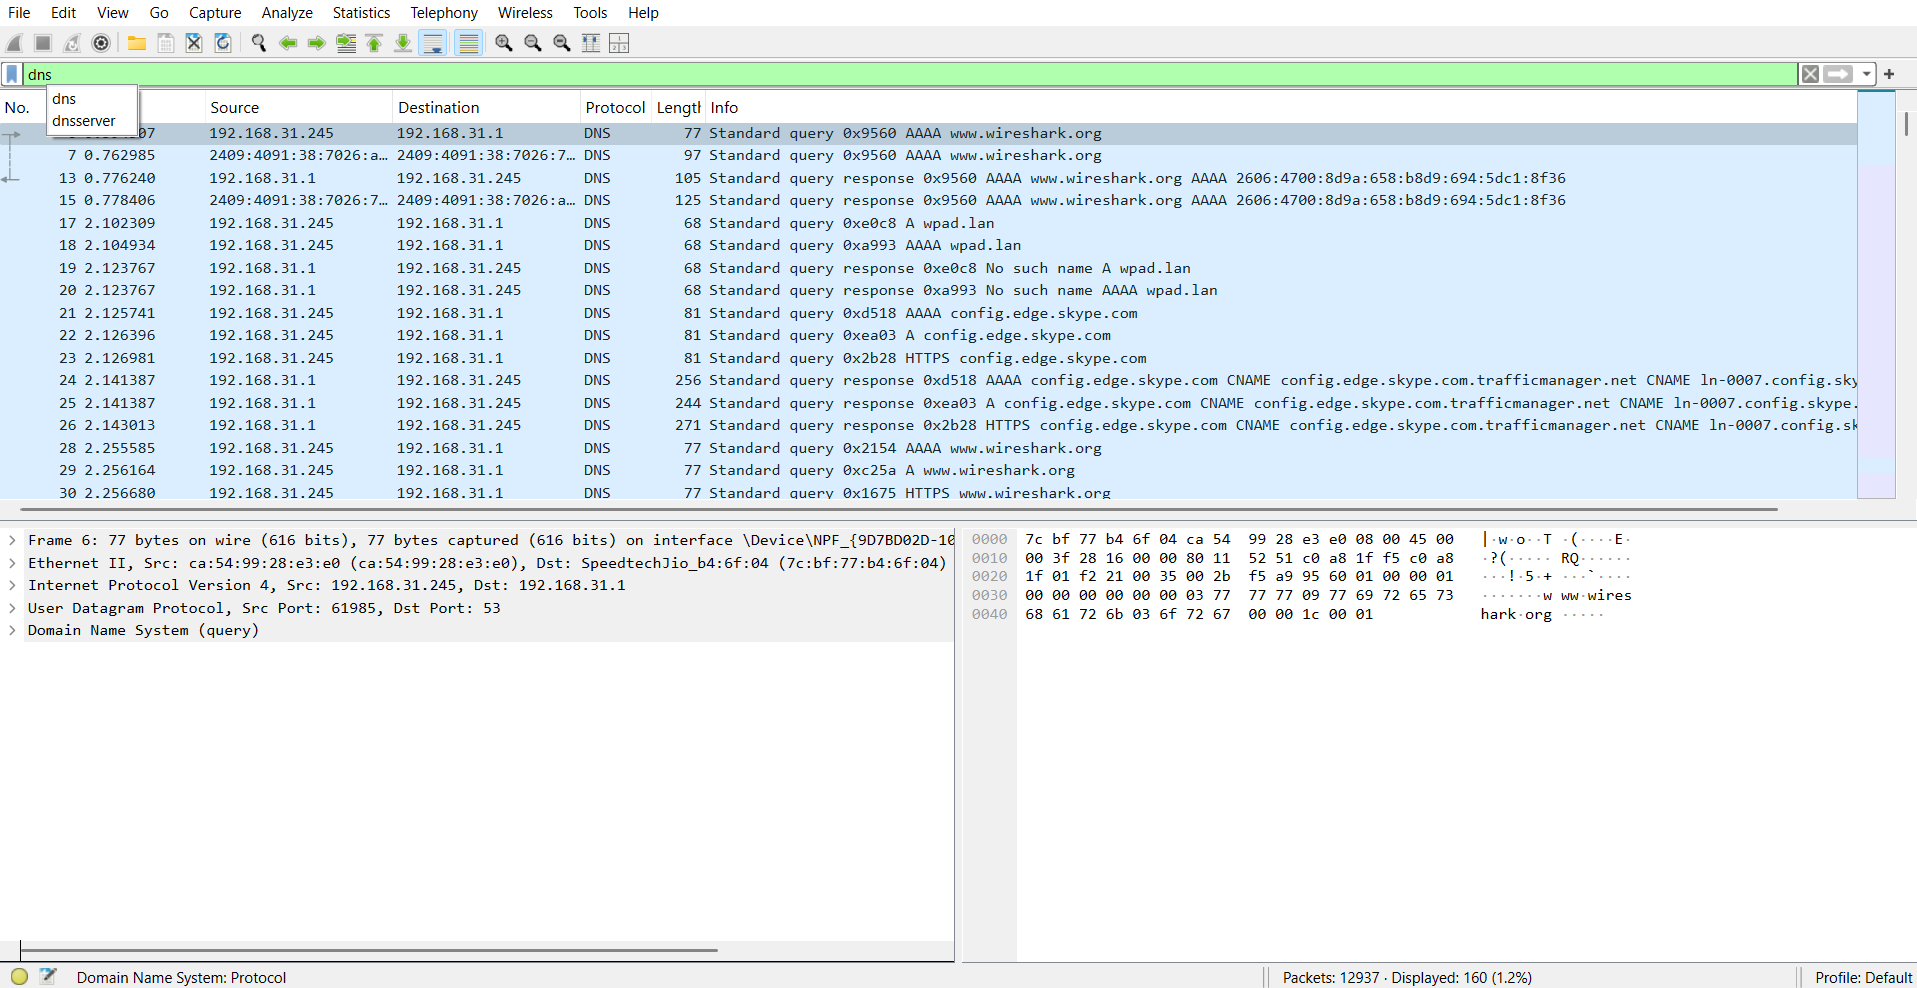 File Edit View Go Capture Analyze Statistics Telephony Wireless Tools Help
dns
dns
dnsserver
No. Source Destination Protocol Length Info
192.168.31.245 192.168.31.1 DNS 77 Standard query 0x9560 AAAA www.wireshark.org
7 0.762985 2409:4091:38:7026:a… 2409:4091:38:7026:7… DNS 97 Standard query 0x9560 AAAA www.wireshark.org
13 0.776240 192.168.31.1 192.168.31.245 DNS 105 Standard query response 0x9560 AAAA www.wireshark.org AAAA 2606:4700:8d9a:658:b8d9:694:5dc1:8f36
15 0.778406 2409:4091:38:7026:7… 2409:4091:38:7026:a… DNS 125 Standard query response 0x9560 AAAA www.wireshark.org AAAA 2606:4700:8d9a:658:b8d9:694:5dc1:8f36
17 2.102309 192.168.31.245 192.168.31.1 DNS 68 Standard query 0xe0c8 A wpad.lan
18 2.104934 192.168.31.245 192.168.31.1 DNS 68 Standard query 0xa993 AAAA wpad.lan
19 2.123767 192.168.31.1 192.168.31.245 DNS 68 Standard query response 0xe0c8 No such name A wpad.lan
20 2.123767 192.168.31.1 192.168.31.245 DNS 68 Standard query response 0xa993 No such name AAAA wpad.lan
21 2.125741 192.168.31.245 192.168.31.1 DNS 81 Standard query 0xd518 AAAA config.edge.skype.com
22 2.126396 192.168.31.245 192.168.31.1 DNS 81 Standard query 0xea03 A config.edge.skype.com
23 2.126981 192.168.31.245 192.168.31.1 DNS 81 Standard query 0x2b28 HTTPS config.edge.skype.com
24 2.141387 192.168.31.1 192.168.31.245 DNS 256 Standard query response 0xd518 AAAA config.edge.skype.com CNAME config.edge.skype.com.trafficmanager.net CNAME ln-0007.config.sky
25 2.141387 192.168.31.1 192.168.31.245 DNS 244 Standard query response 0xea03 A config.edge.skype.com CNAME config.edge.skype.com.trafficmanager.net CNAME ln-0007.config.skype.
26 2.143013 192.168.31.1 192.168.31.245 DNS 271 Standard query response 0x2b28 HTTPS config.edge.skype.com CNAME config.edge.skype.com.trafficmanager.net CNAME ln-0007.config.sk
28 2.255585 192.168.31.245 192.168.31.1 DNS 77 Standard query 0x2154 AAAA www.wireshark.org
29 2.256164 192.168.31.245 192.168.31.1 DNS 77 Standard query 0xc25a A www.wireshark.org
30 2.256680 192.168.31.245 192.168.31.1 DNS 77 Standard query 0x1675 HTTPS www.wireshark.org
Frame 6: 77 bytes on wire (616 bits), 77 bytes captured (616 bits) on interface \Device\NPF_{9D7BD02D-10
Ethernet II, Src: ca:54:99:28:e3:e0 (ca:54:99:28:e3:e0), Dst: SpeedtechJio_b4:6f:04 (7c:bf:77:b4:6f:04)
Internet Protocol Version 4, Src: 192.168.31.245, Dst: 192.168.31.1
User Datagram Protocol, Src Port: 61985, Dst Port: 53
Domain Name System (query)
0000 7c bf 77 b4 6f 04 ca 54 99 28 e3 e0 08 00 45 00 |·w·o··T ·(····E·
0010 00 3f 28 16 00 00 80 11 52 51 c0 a8 1f f5 c0 a8 ·?(····· RQ······
0020 1f 01 f2 21 00 35 00 2b f5 a9 95 60 01 00 00 01 ···!·5·+ ···`····
0030 00 00 00 00 00 00 03 77 77 77 09 77 69 72 65 73 ·······w ww·wires
0040 68 61 72 6b 03 6f 72 67 00 00 1c 00 01 hark·org ·····
Domain Name System: Protocol
Packets: 12937 · Displayed: 160 (1.2%)
Profile: Default